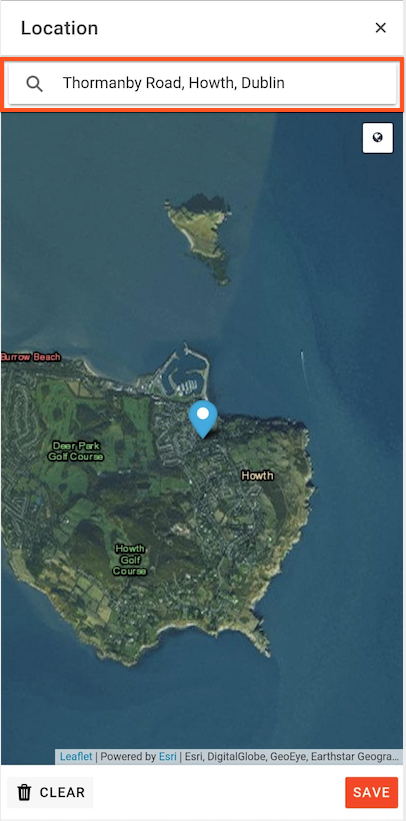 Location
Thormanby Road, Howth, Dublin
Burrow Beach
Deer Park
Golf Course
Howth
Howth
Golf
Course
Leaflet | Powered by Esri | Esri, DigitalGlobe, GeoEye, Earthstar Geogra...
CLEAR
SAVE